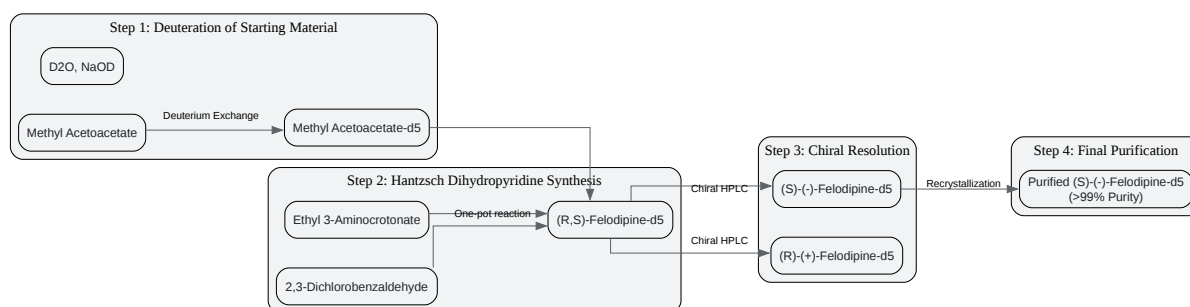 Step 1: Deuteration of Starting Material
D2O, NaOD
Methyl Acetoacetate
Deuterium Exchange
Methyl Acetoacetate-d5
Step 2: Hantzsch Dihydropyridine Synthesis
Ethyl 3-Aminocrotonate
One-pot reaction
(R,S)-Felodipine-d5
2,3-Dichlorobenzaldehyde
Chiral HPLC
Chiral HPLC
Step 3: Chiral Resolution
(S)-(-)-Felodipine-d5
(R)-(+)-Felodipine-d5
Recrystallization
Step 4: Final Purification
Purified (S)-(-)-Felodipine-d5
(>99% Purity)